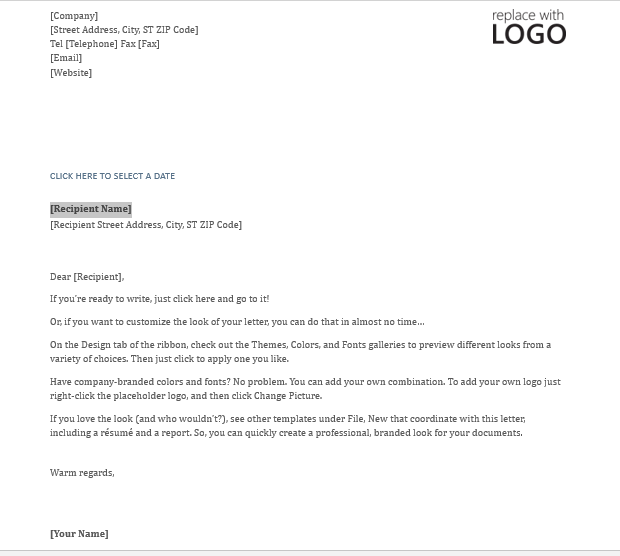 [Company]
[Street Address, City, ST ZIP Code]
Tel [Telephone] Fax [Fax]
[Email]
[Website]
replace with
LOGO
CLICK HERE TO SELECT A DATE
[Recipient Name]
[Recipient Street Address, City, ST ZIP Code]
Dear [Recipient],
If you're ready to write, just click here and go to it!
Or, if you want to customize the look of your letter, you can do that in almost no time...
On the Design tab of the ribbon, check out the Themes, Colors, and Fonts galleries to preview different looks from a
variety of choices. Then just click to apply one you like.
Have company-branded colors and fonts? No problem. You can add your own combination. To add your own logo just
right-click the placeholder logo, and then click Change Picture.
If you love the look (and who wouldn't?), see other templates under File, New that coordinate with this letter,
including a résumé and a report. So, you can quickly create a professional, branded look for your documents.
Warm regards,
[Your Name]